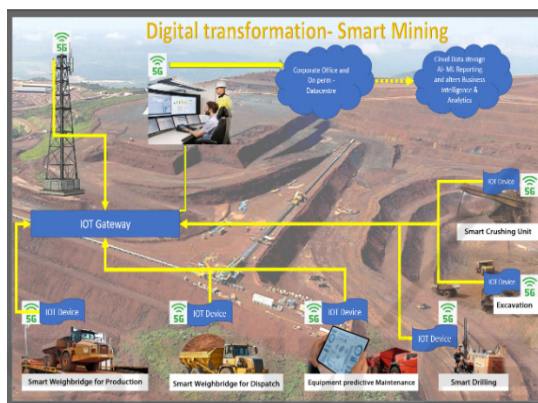 Digital transformation- Smart Mining
5G
5G
Corporate Office and
On perm -
Datacentre
Cloud Data storage
AI- ML Reporting
and alters Business
Intelligence &
Analytics
IOT Gateway
IOT Device
5G
Smart Crushing Unit
IOT Device
5G
Excavation
5G
IOT Device
Smart Weighbridge for Production
5G
IOT Device
Smart Weighbridge for Dispatch
5G
IOT Device
Equipment predictive Maintenance
5G
IOT Device
Smart Drilling